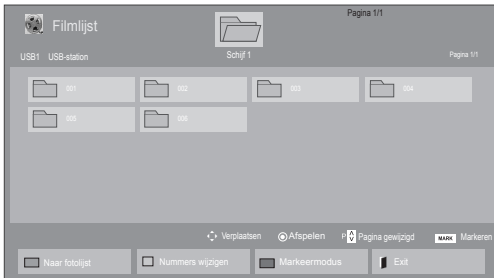 Filmlijst
Pagina 1/1
USB1 USB-station
Schijf 1
Pagina 1/1
001 002 003 004
005 006
Verplaatsen Afspelen P Pagina gewijzigd MARK Markeren
Naar fotolijst Nummers wijzigen Markeermodus Exit